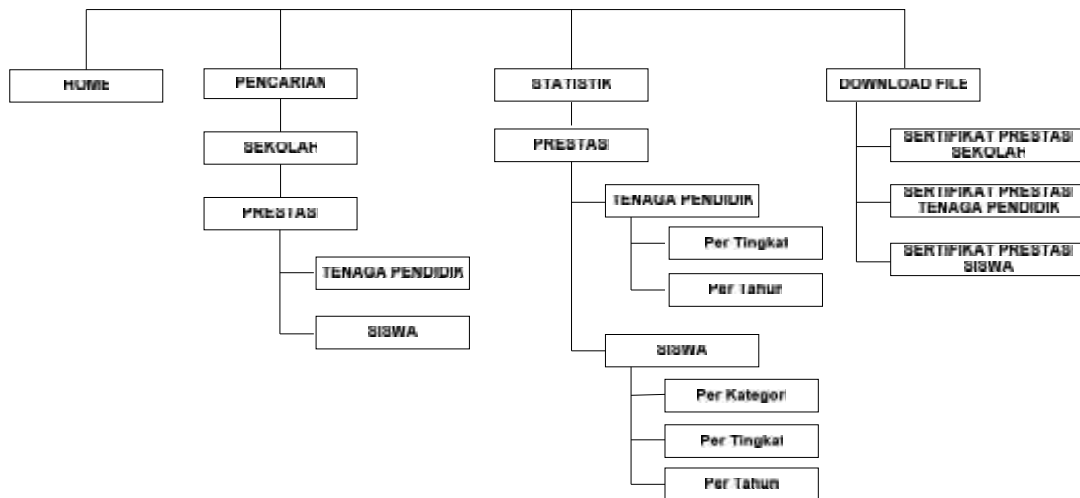 HOME
PENCARIAN
SEKOLAH
PRESTASI
TENAGA PENDIDIK
SISWA
STATISTIK
PRESTASI
TENAGA PENDIDIK
Per Tingkat
Per Tahun
SISWA
Per Kategori
Per Tingkat
Per Tahun
DOWNLOAD FILE
SERTIFIKAT PRESTASI
SEKOLAH
SERTIFIKAT PRESTASI
TENAGA PENDIDIK
SERTIFIKAT PRESTASI
SISWA